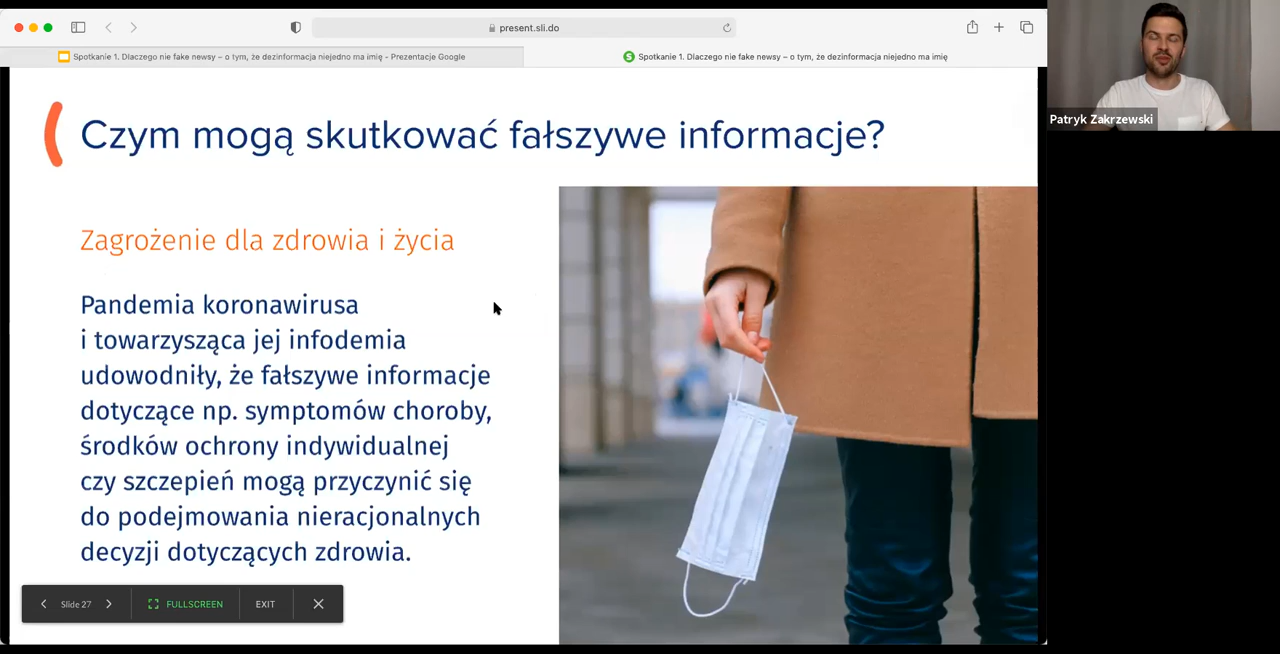 present.sli.do
Spotkanie 1. Dlaczego nie fake newsy – o tym, że dezinformacja niejedno ma imię - Prezentacje Google
S Spotkanie 1. Dlaczego nie fake newsy – o tym, że dezinformacja niejedno ma imię
Patryk Zakrzewski
Czym mogą skutkować fałszywe informacje?
Zagrożenie dla zdrowia i życia
Pandemia koronawirusa
i towarzysząca jej infodemia
udowodniły, że fałszywe informacje
dotyczące np. symptomów choroby,
środków ochrony indywidualnej
czy szczepień mogą przyczynić się
do podejmowania nieracjonalnych
decyzji dotyczących zdrowia.
Slide 27 FULLSCREEN EXIT